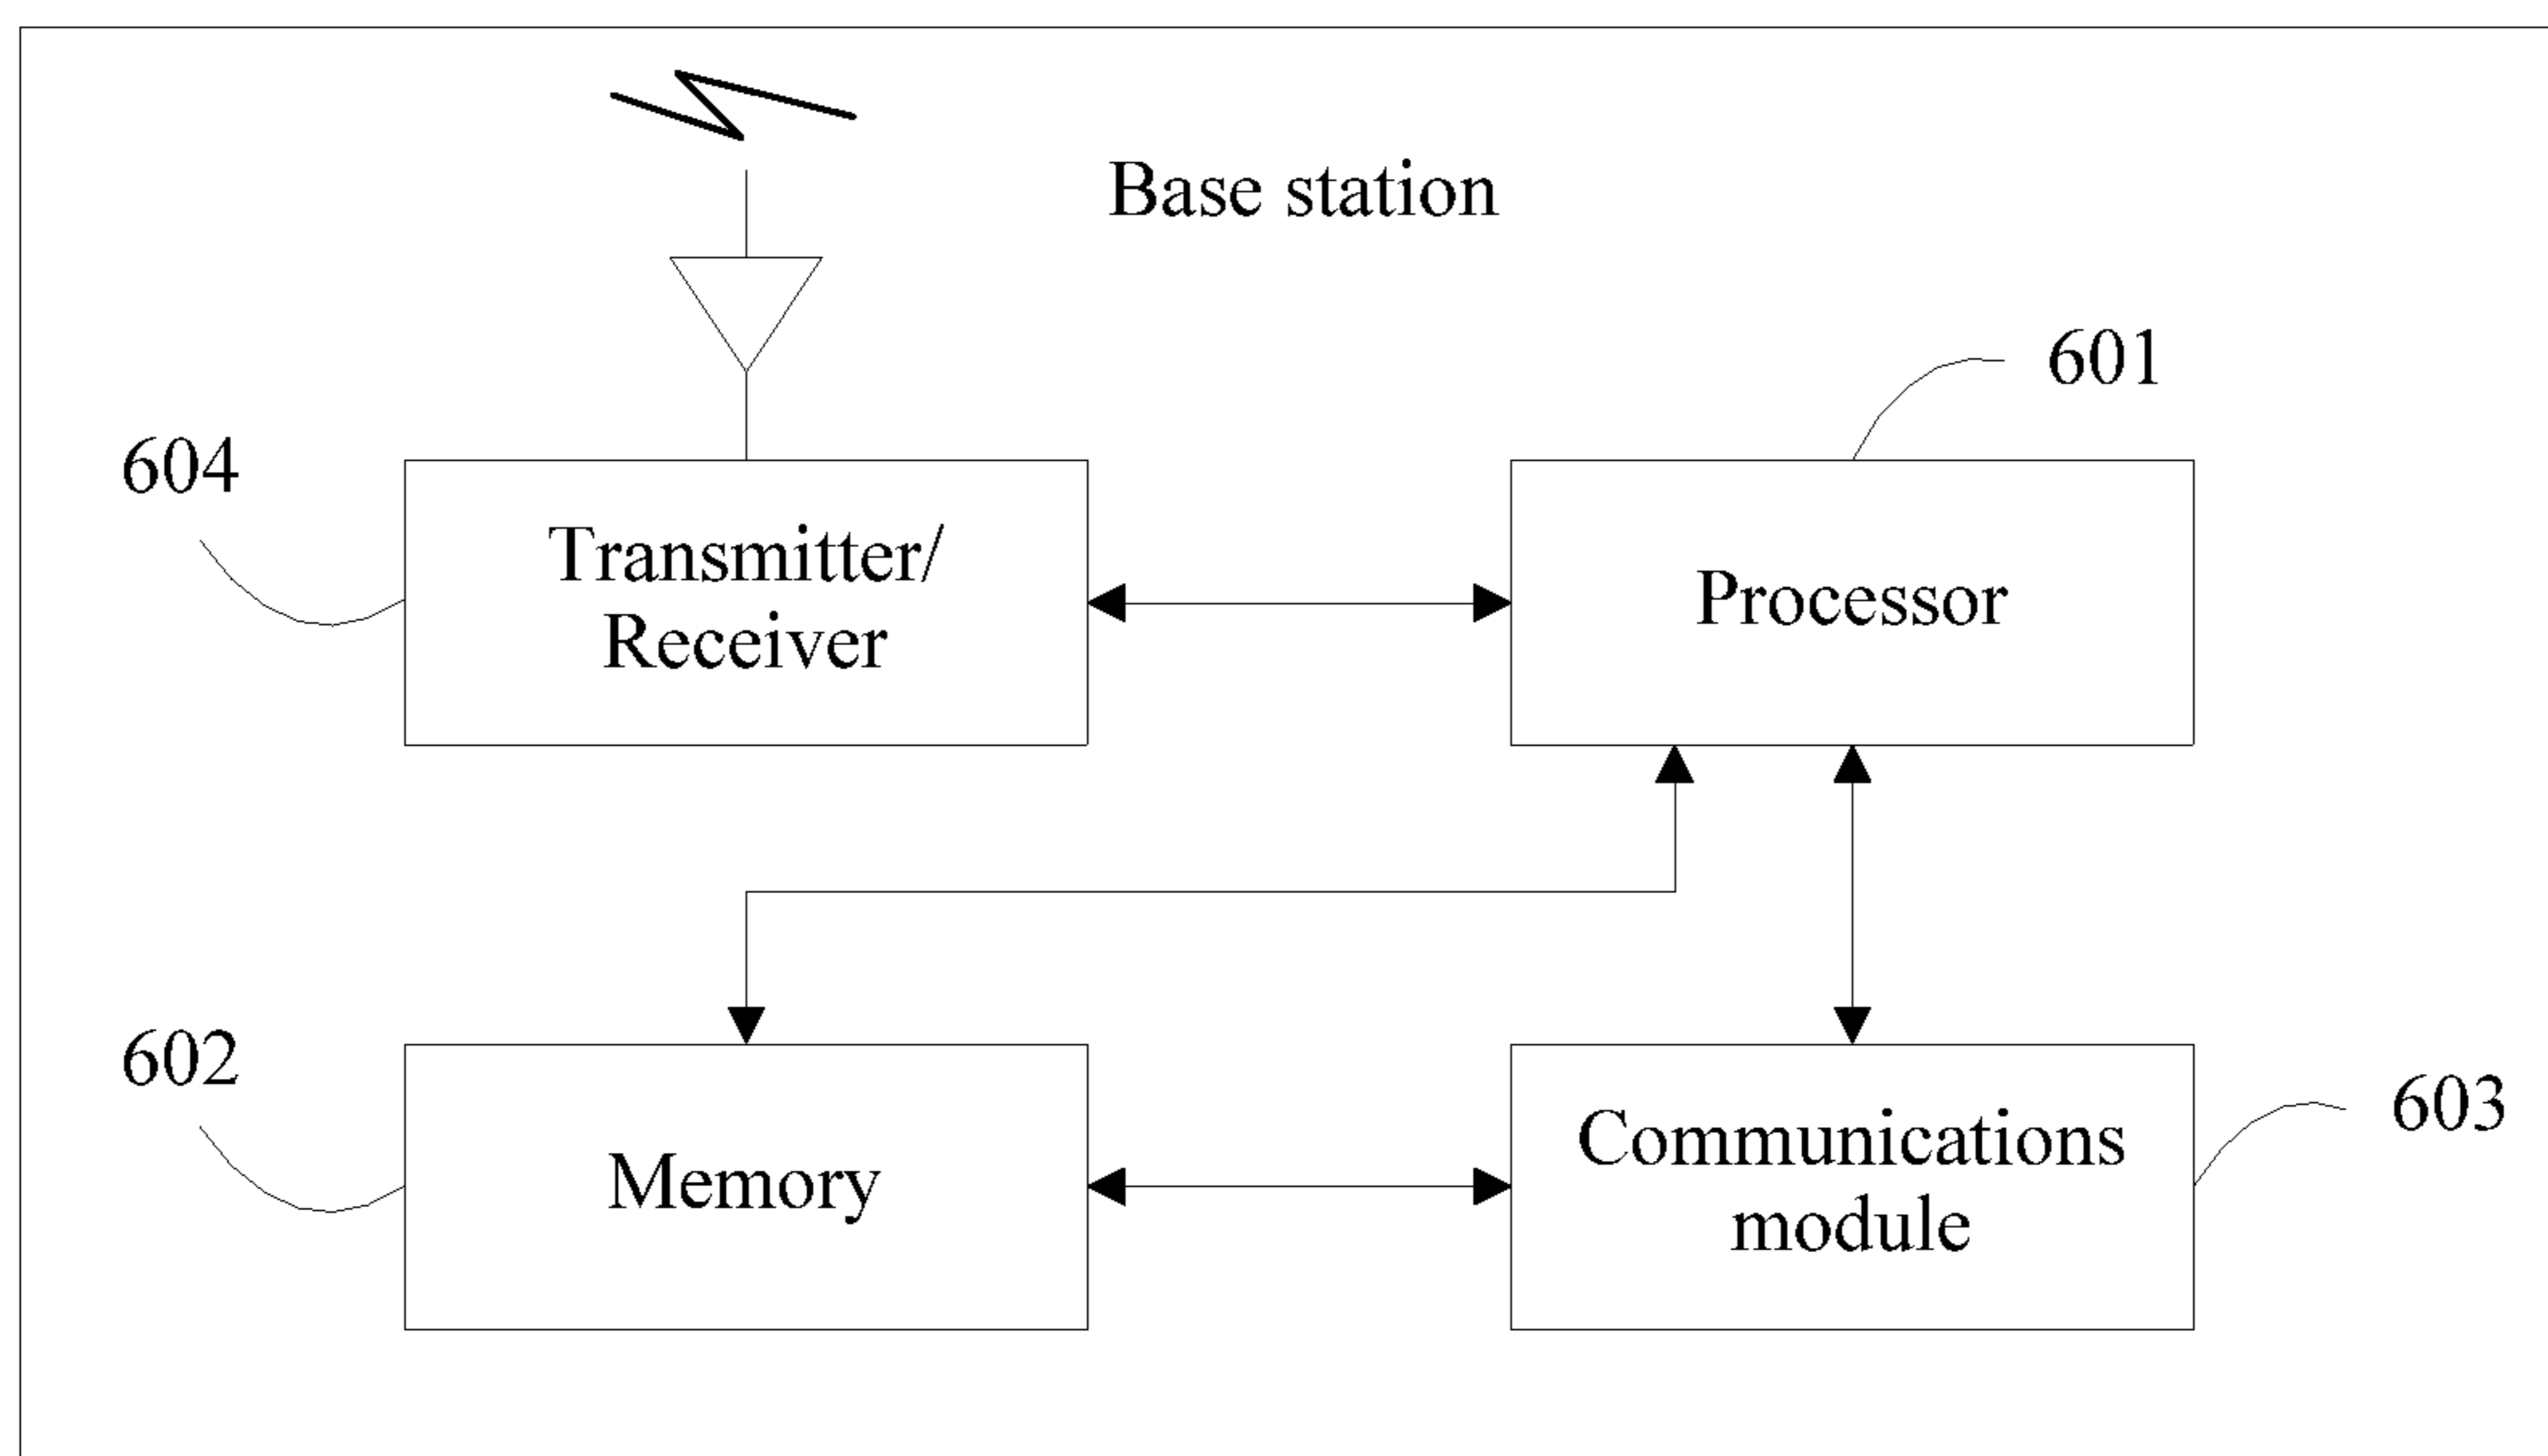 Base station
601
604
Transmitter/
Receiver
Processor
602
603
Memory
Communications
module